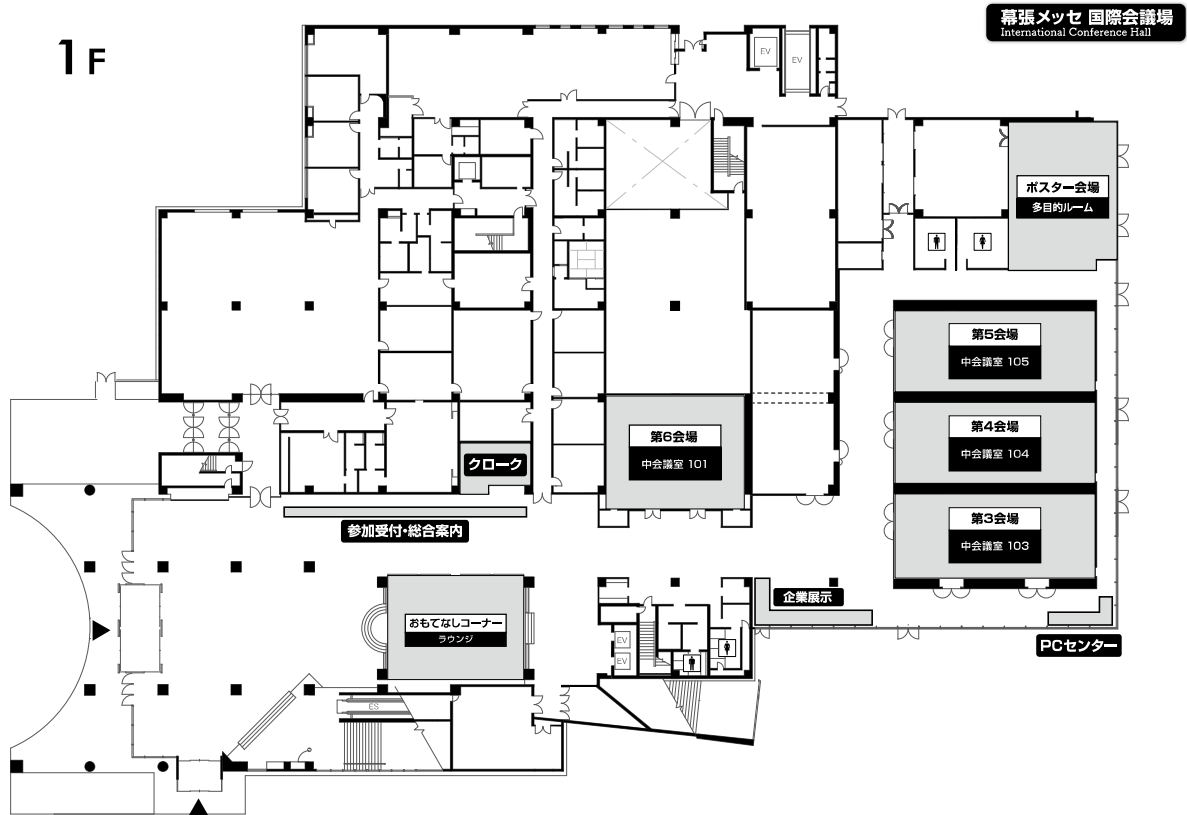 幕張メッセ 国際会議場
International Conference Hall
1F
EV
EV
ポスター会場
多目的ルーム
第5会場
中会議室 105
第4会場
中会議室 104
第6会場
中会議室 101
クローク
第3会場
中会議室 103
参加受付・総合案内
企業展示
おもてなしコーナー
ラウンジ
EV
EV
PCセンター
ES